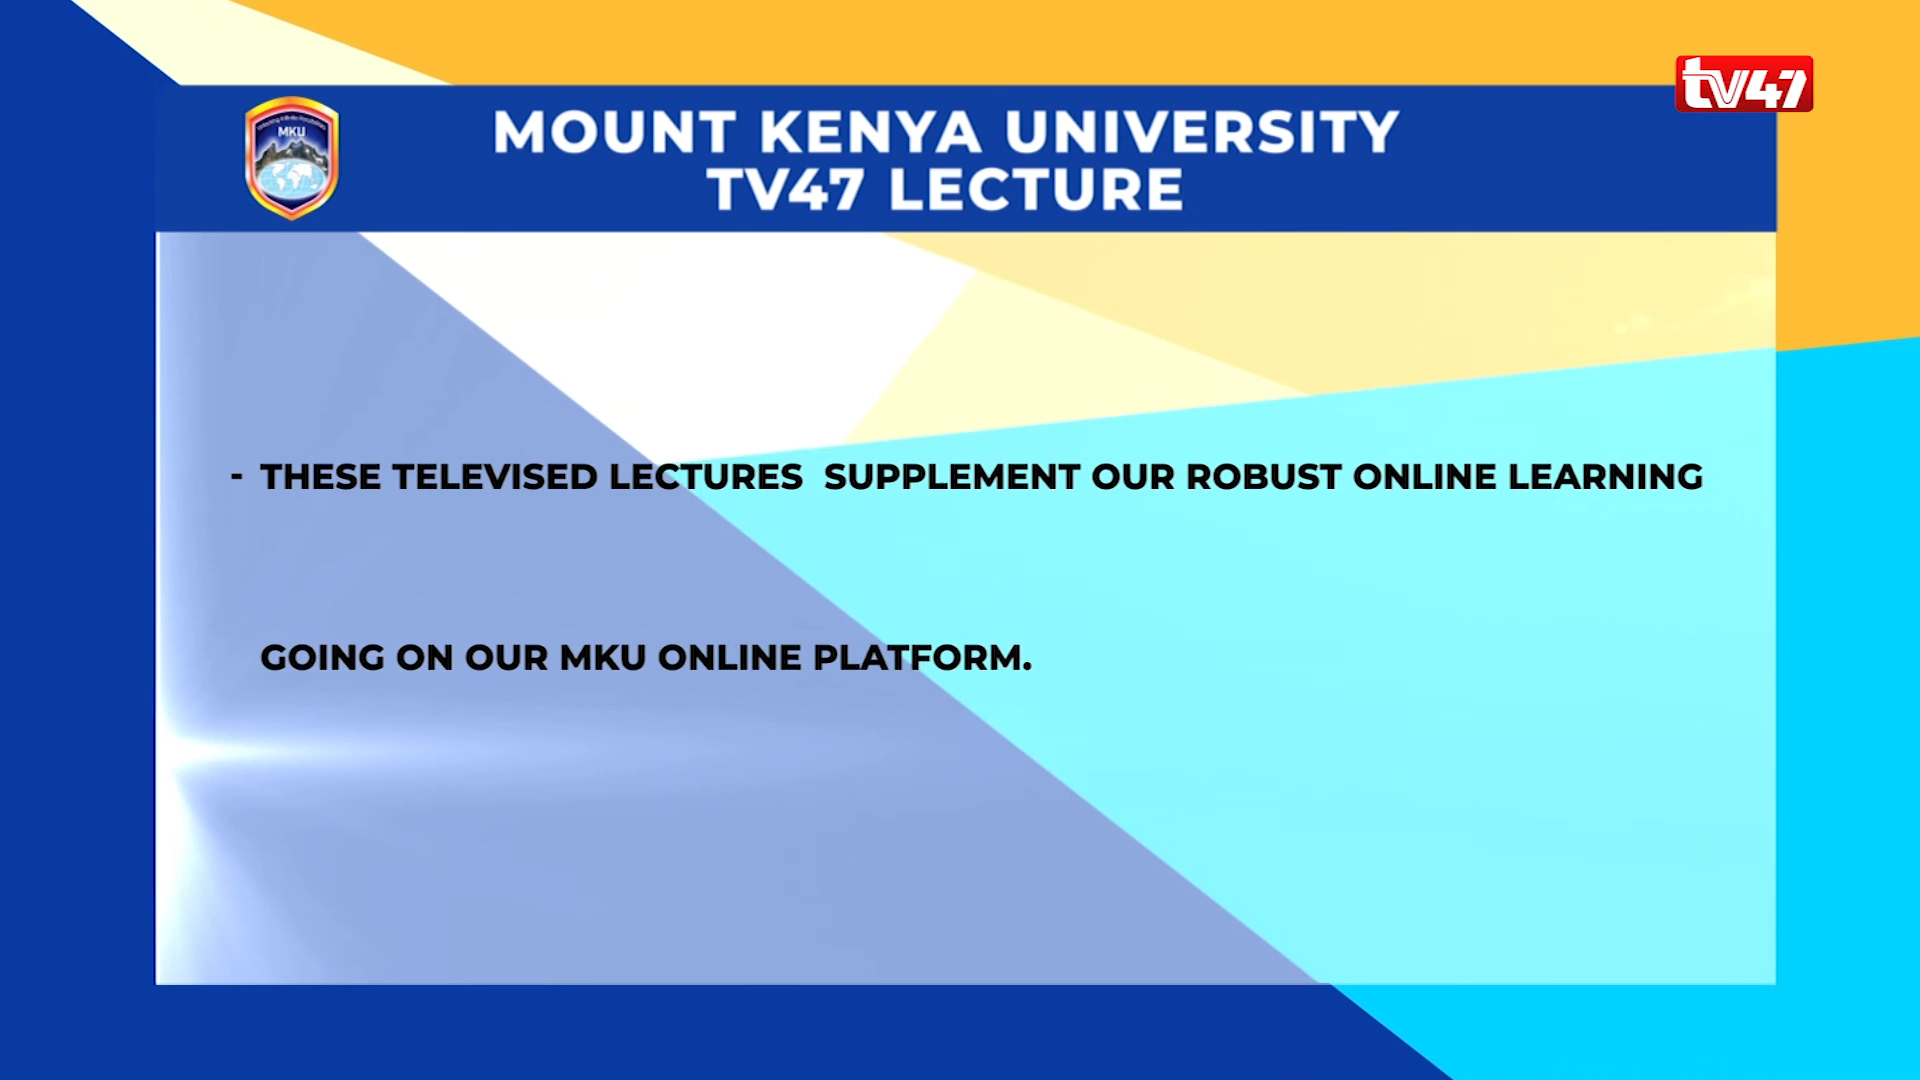 tv47
MKU
MOUNT KENYA UNIVERSITY
TV47 LECTURE
- THESE TELEVISED LECTURES SUPPLEMENT OUR ROBUST ONLINE LEARNING
GOING ON OUR MKU ONLINE PLATFORM.